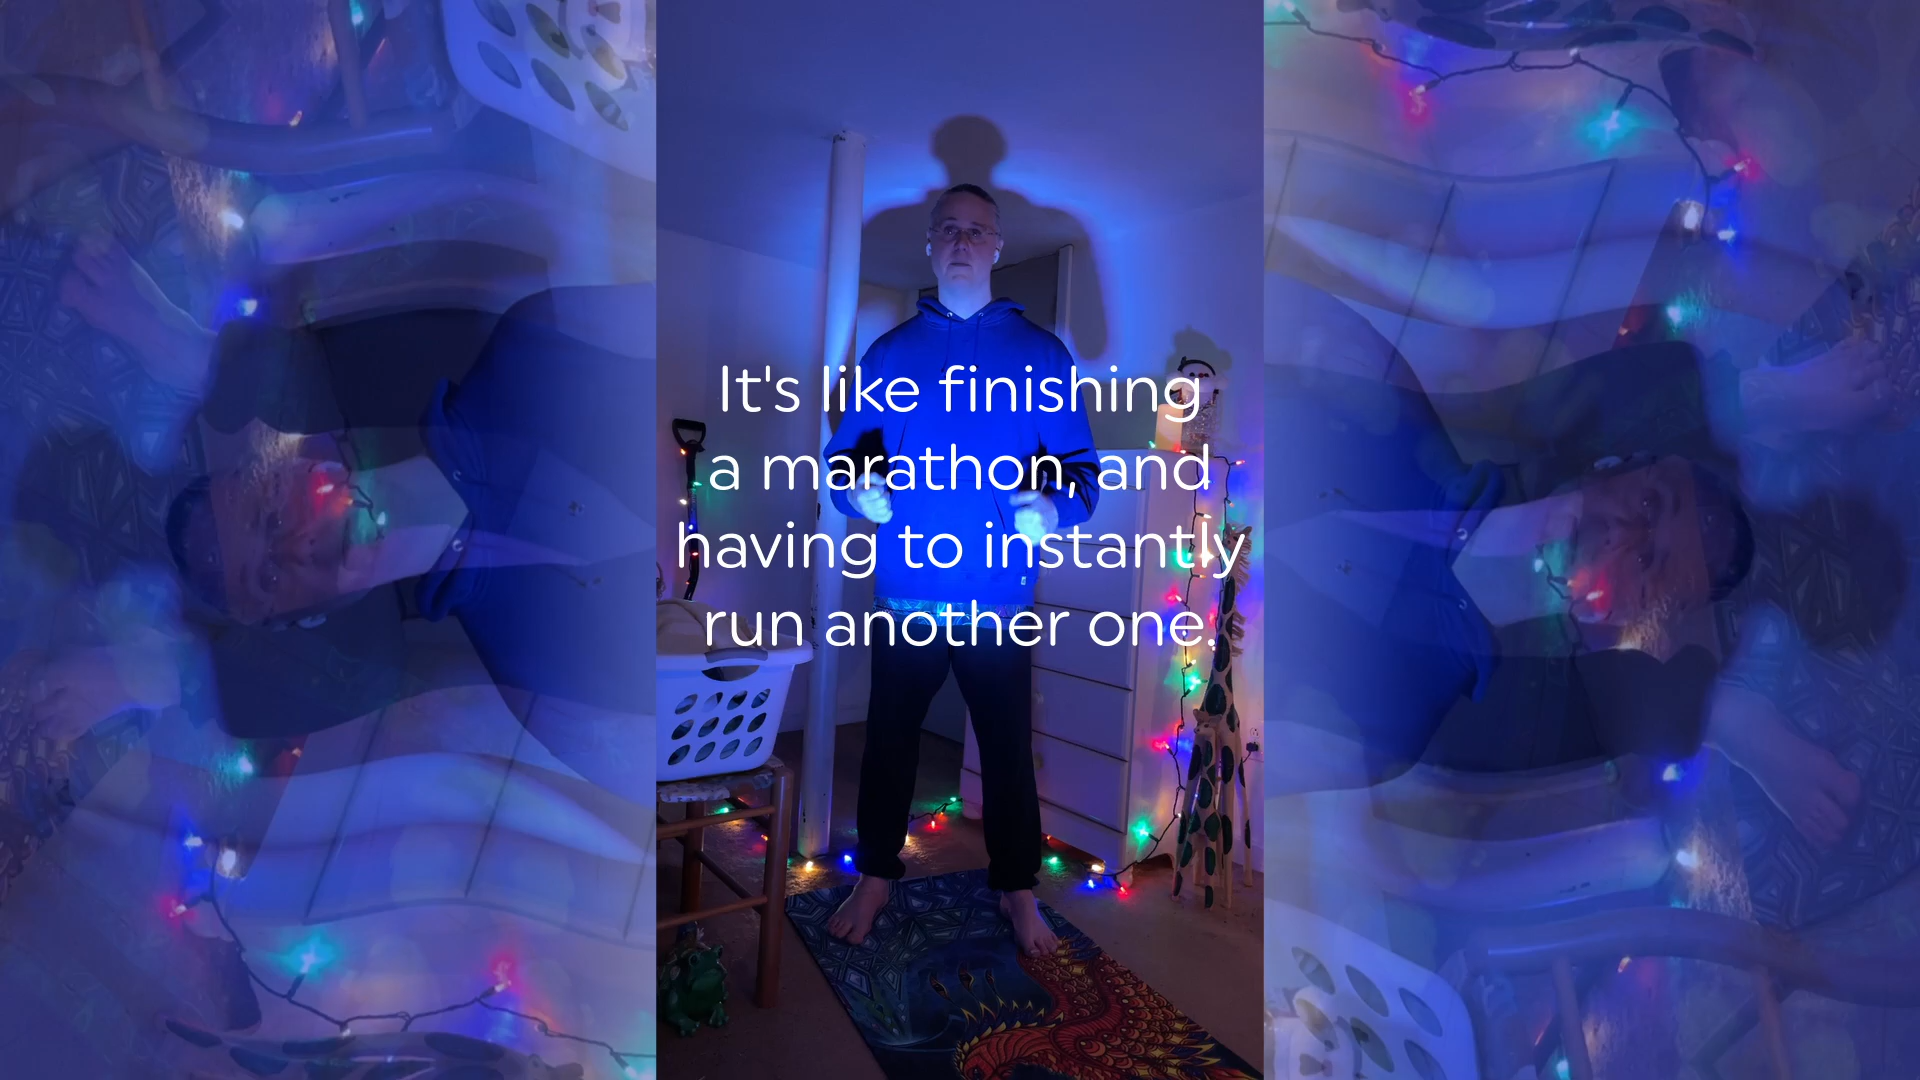 It's like finishing
a marathon, and
having to instantly
run another one.